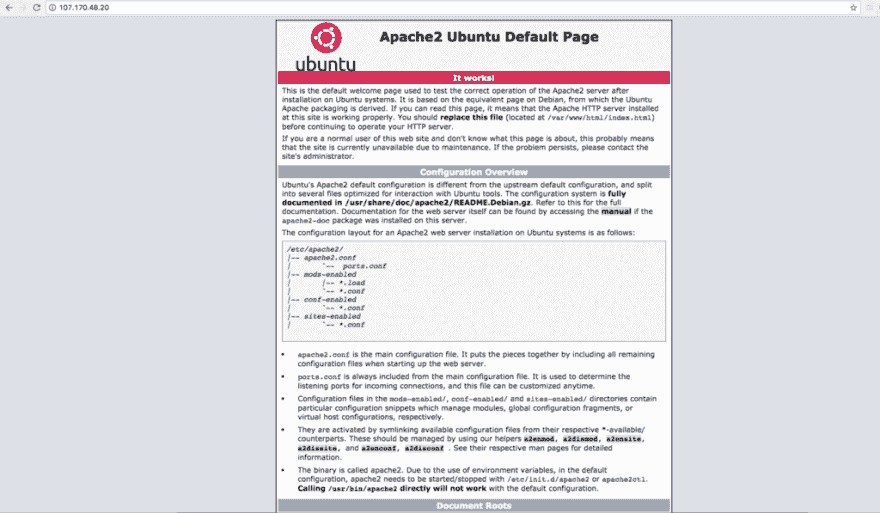 107.170.48.20
Apache2 Ubuntu Default Page
ubuntu
It works!
This is the default welcome page used to test the correct operation of the Apache2 server after
installation on Ubuntu systems. It is based on the equivalent page on Debian, from which the Ubuntu
Apache packaging is derived. If you can read this page, it means that the Apache HTTP server installed
at this site is working properly. You should replace this file (located at /var/www/html/index.html)
before continuing to operate your HTTP server.
If you are a normal user of this web site and don't know what this page is about, this probably means
that the site is currently unavailable due to maintenance. If the problem persists, please contact the
site's administrator.
Configuration Overview
Ubuntu's Apache2 default configuration is different from the upstream default configuration, and split
into several files optimized for interaction with Ubuntu tools. The configuration system is fully
documented in /usr/share/doc/apache2/README.Debian.gz. Refer to this for the full
documentation. Documentation for the web server itself can be found by accessing the manual if the
apache2-doc package was installed on this server.
The configuration layout for an Apache2 web server installation on Ubuntu systems is as follows:
/etc/apache2/
|-- apache2.conf
|       `--  ports.conf
|-- mods-enabled
|       |-- *.load
|       `-- *.conf
|-- conf-enabled
|       `-- *.conf
|-- sites-enabled
|       `-- *.conf
• apache2.conf is the main configuration file. It puts the pieces together by including all remaining
configuration files when starting up the web server.
• ports.conf is always included from the main configuration file. It is used to determine the
listening ports for incoming connections, and this file can be customized anytime.
• Configuration files in the mods-enabled/, conf-enabled/ and sites-enabled/ directories contain
particular configuration snippets which manage modules, global configuration fragments, or
virtual host configurations, respectively.
• They are activated by symlinking available configuration files from their respective *-available/
counterparts. These should be managed by using our helpers a2enmod, a2dismod, a2ensite,
a2dissite, and a2enconf, a2disconf . See their respective man pages for detailed
information.
• The binary is called apache2. Due to the use of environment variables, in the default
configuration, apache2 needs to be started/stopped with /etc/init.d/apache2 or apache2ctl.
Calling /usr/bin/apache2 directly will not work with the default configuration.
Document Roots